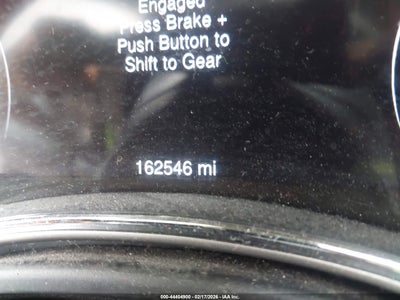 Engaged
Press Brake +
Push Button to
Shift to Gear
162546 mi
000-44404900 - 02/17/2026 - IAA Inc.